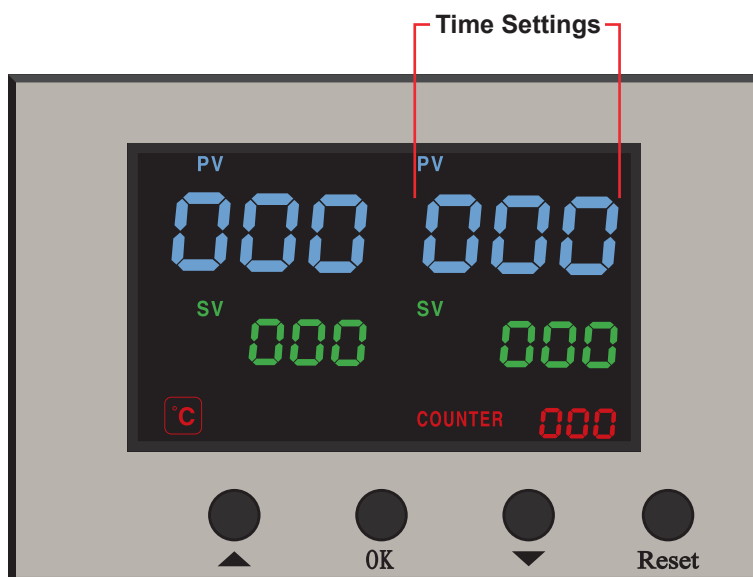 Time Settings
PV PV
000 000
SV SV
000 000
°C COUNTER 000
OK Reset